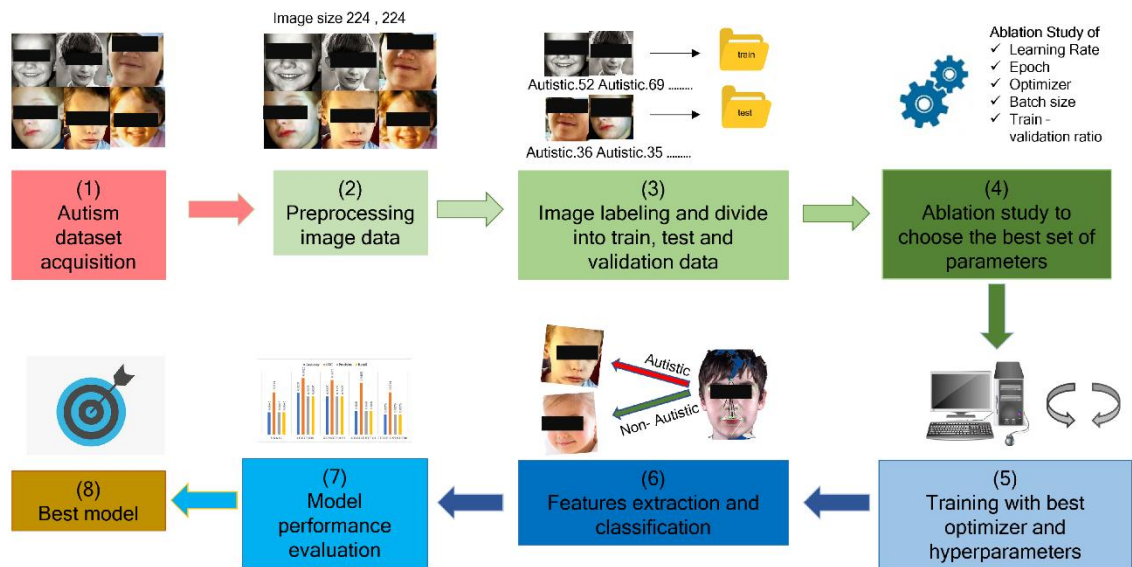 Image size 224 , 224
train
Autistic.52 Autistic.69 .........
test
Autistic.36 Autistic.35 .........
Ablation Study of
✓ Learning Rate
✓ Epoch
✓ Optimizer
✓ Batch size
✓ Train -
validation ratio
(1)
Autism
dataset
acquisition
(2)
Preprocessing
image data
(3)
Image labeling and divide
into train, test and
validation data
(4)
Ablation study to
choose the best set of
parameters
(5)
Training with best
optimizer and
hyperparameters
Autistic
Non- Autistic
(6)
Features extraction and
classification
(7)
Model
performance
evaluation
(8)
Best model